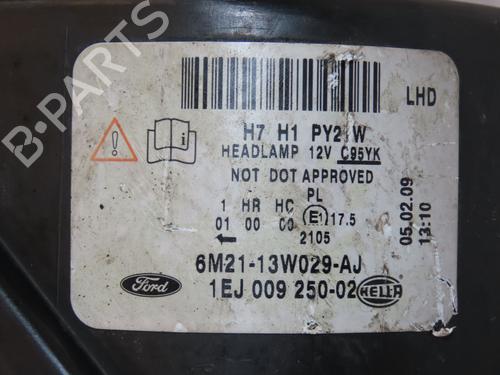 B-PARTS
LHD
H7 H1 PY2 W
HEADLAMP 12V C95YK
NOT DOT APPROVED
PL
1 HR HC
01 00 00 E1 17.5
2105
05.02.09
13:10
6M21-13W029-AJ
1EJ 009 250-02
Ford
HELLA